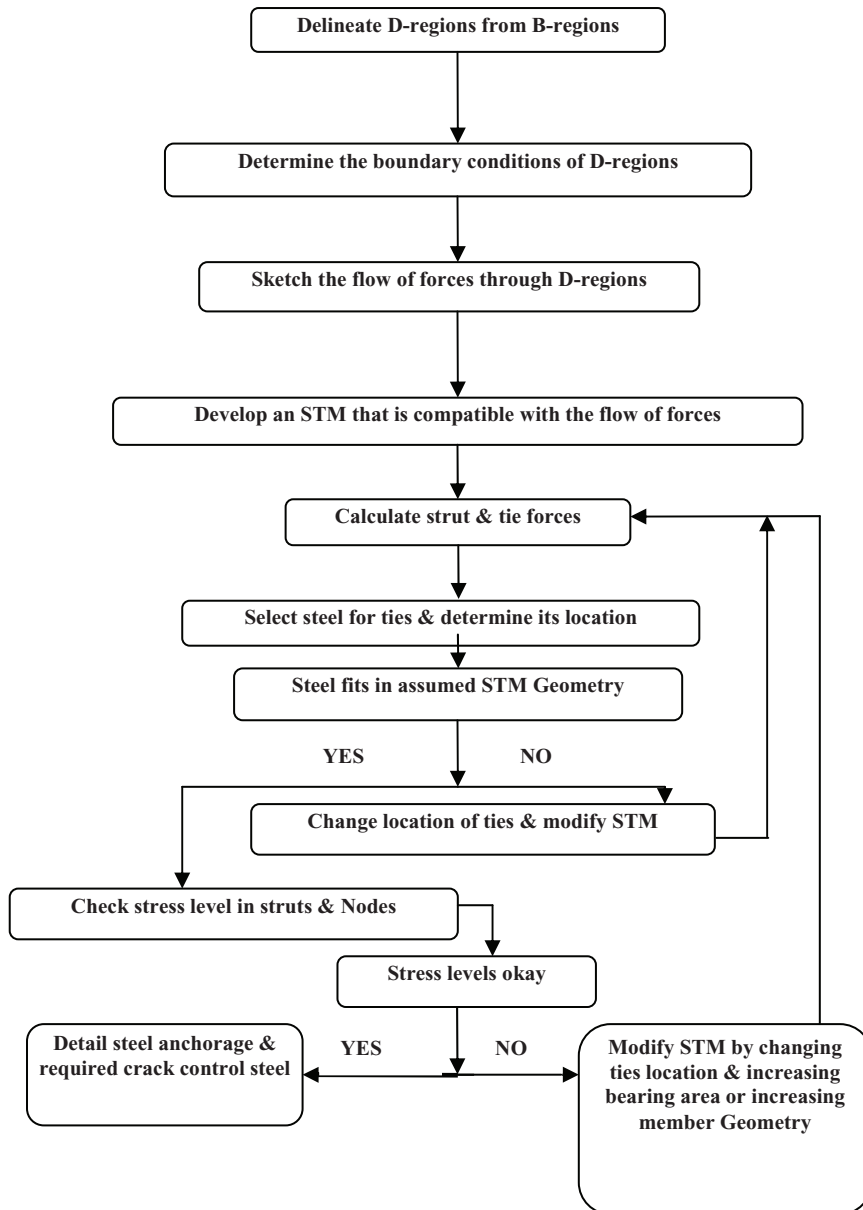 Delineate D-regions from B-regions
Determine the boundary conditions of D-regions
Sketch the flow of forces through D-regions
Develop an STM that is compatible with the flow of forces
Calculate strut & tie forces
Select steel for ties & determine its location
Steel fits in assumed STM Geometry
YES
NO
Change location of ties & modify STM
Check stress level in struts & Nodes
Stress levels okay
Detail steel anchorage &
required crack control steel
YES
NO
Modify STM by changing
ties location & increasing
bearing area or increasing
member Geometry